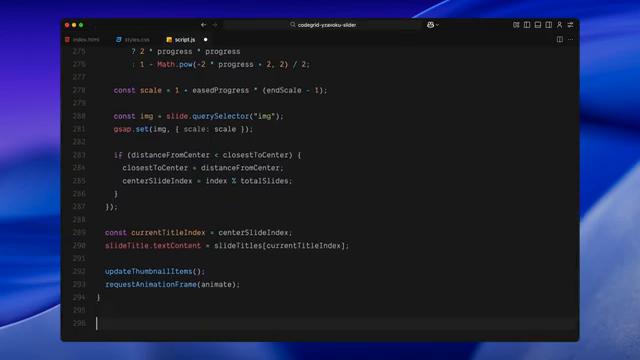 codegrid-yzavoku-slider
index.html
styles.css
script.js
275 ? 2 * progress * progress
276 : 1 - Math.pow(-2 * progress + 2, 2) / 2;
277
278 const scale = 1 + easedProgress * (endScale - 1);
279
280 const img = slide.querySelector("img");
281 gsap.set(img, { scale: scale });
282
283 if (distanceFromCenter < closestToCenter) {
284 closestToCenter = distanceFromCenter;
285 centerSlideIndex = index % totalSlides;
286 }
287 });
288
289 const currentTitleIndex = centerSlideIndex;
290 slideTitle.textContent = slideTitles[currentTitleIndex];
291
292 updateThumbnailItems();
293 requestAnimationFrame(animate);
294 }
295
296